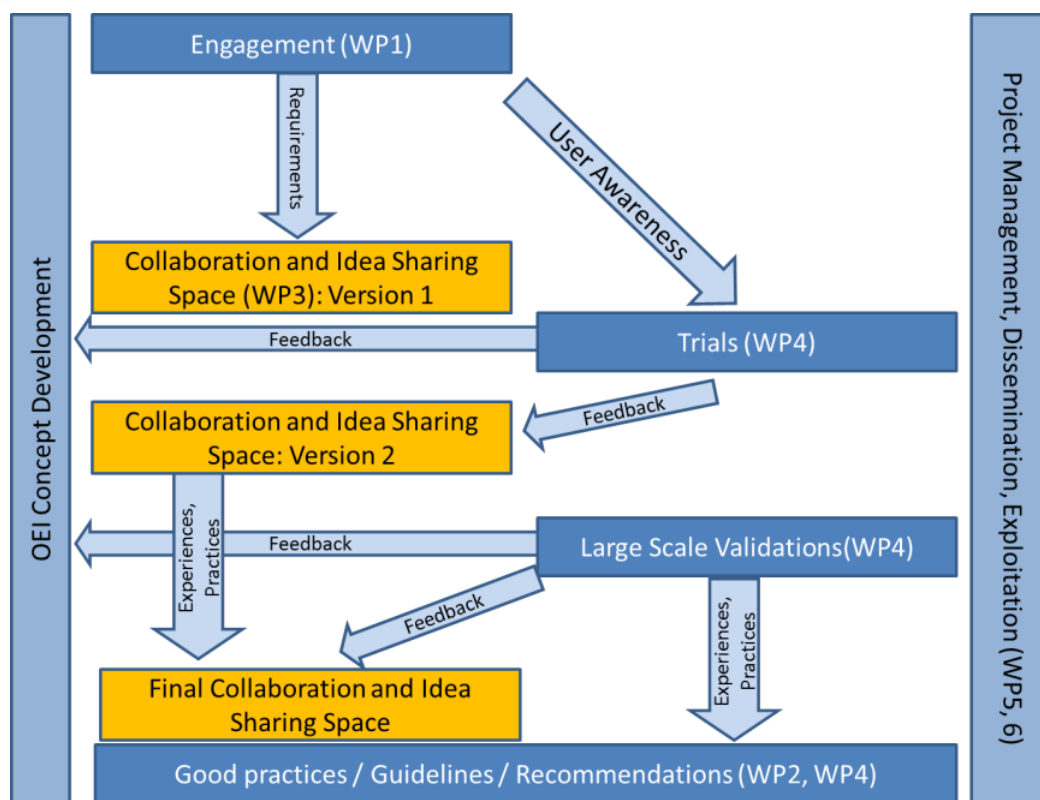 Engagement (WP1)
Requirements
User Awareness
Collaboration and Idea Sharing
Space (WP3): Version 1
Trials (WP4)
Feedback
Feedback
Collaboration and Idea Sharing
Space: Version 2
Experiences,
Practices
Feedback
Large Scale Validations(WP4)
Feedback
Experiences,
Practices
Final Collaboration and Idea
Sharing Space
Good practices / Guidelines / Recommendations (WP2, WP4)
OEI Concept Development
Project Management, Dissemination, Exploitation (WP5, 6)